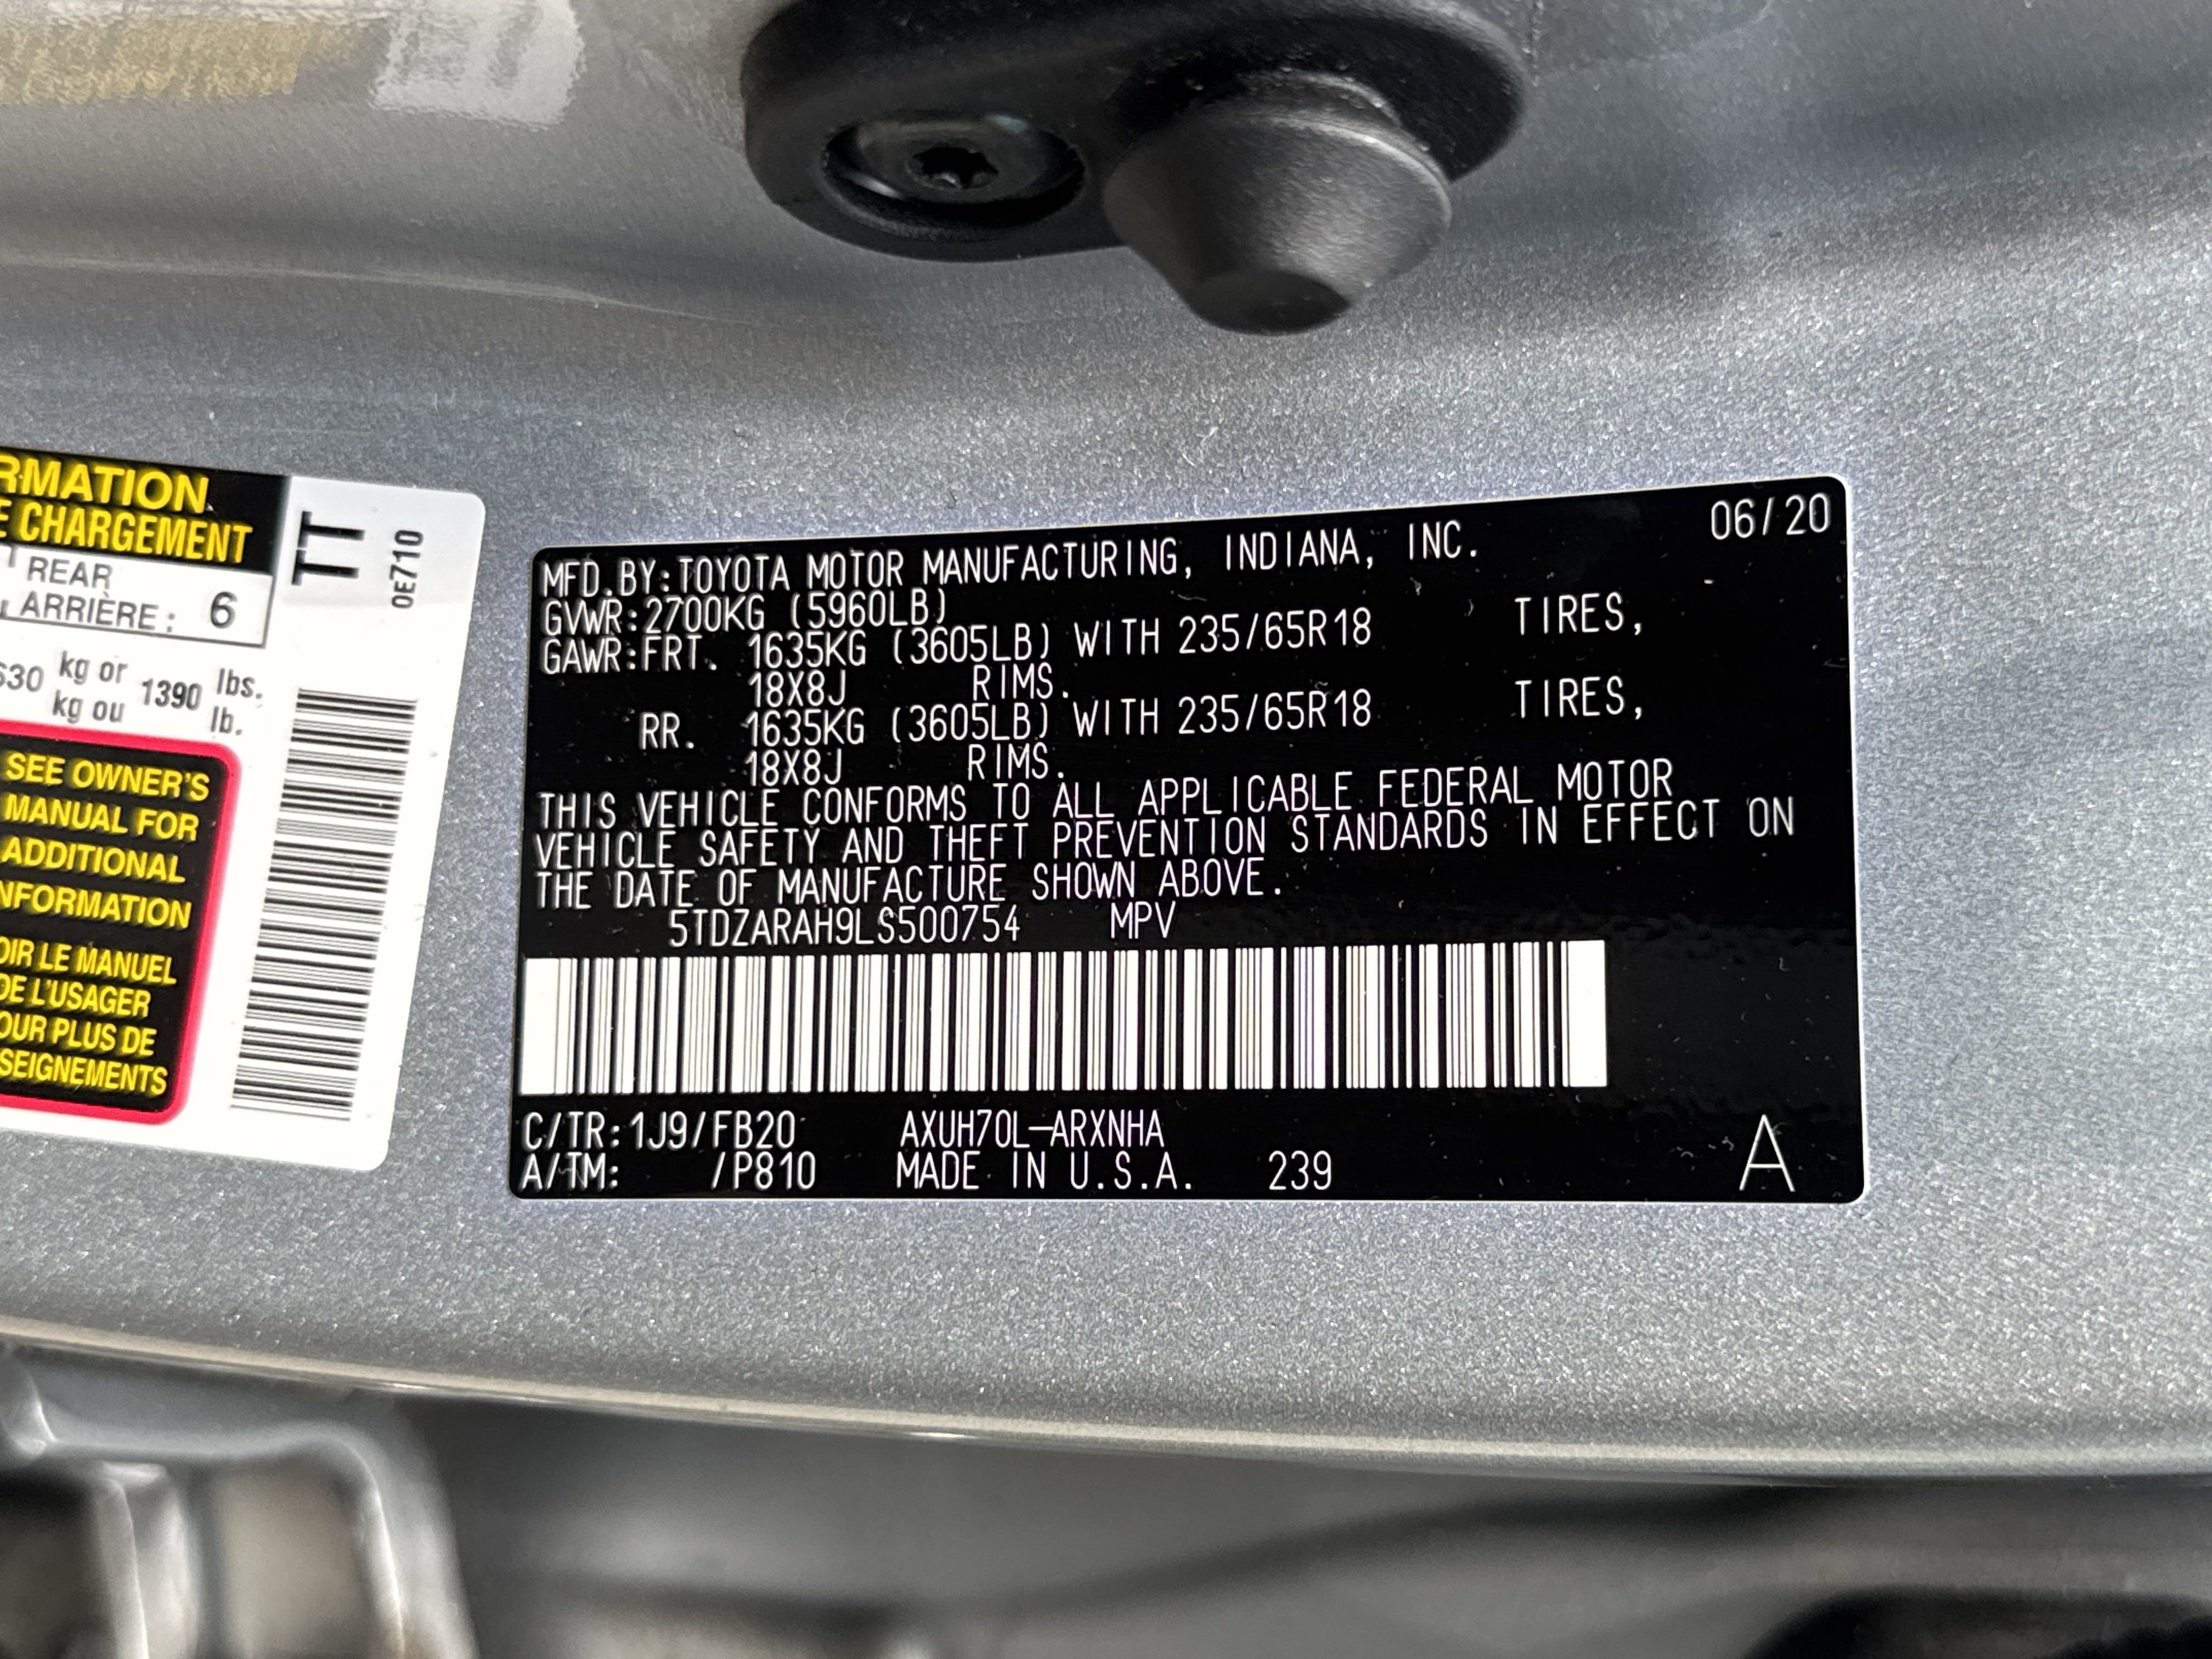 RMATION
E CHARGEMENT
REAR
ARRIÈRE : 6
kg or 1390 lbs.
kg ou lb.
SEE OWNER'S
MANUAL FOR
ADDITIONAL
NFORMATION
OIR LE MANUEL
DE L'USAGER
OUR PLUS DE
SEIGNEMENTS
TT
0E710
06/20
MFD.BY:TOYOTA MOTOR MANUFACTURING, INDIANA, INC.
GVWR:2700KG (5960LB)
GAWR:FRT. 1635KG (3605LB) WITH 235/65R18 TIRES,
18X8J RIMS.
RR. 1635KG (3605LB) WITH 235/65R18 TIRES,
18X8J RIMS.
THIS VEHICLE CONFORMS TO ALL APPLICABLE FEDERAL MOTOR
VEHICLE SAFETY AND THEFT PREVENTION STANDARDS IN EFFECT ON
THE DATE OF MANUFACTURE SHOWN ABOVE.
5TDZARAH9LS500754 MPV
C/TR:1J9/FB20 AXUH70L-ARXNHA
A/TM: /P810 MADE IN U.S.A. 239
A